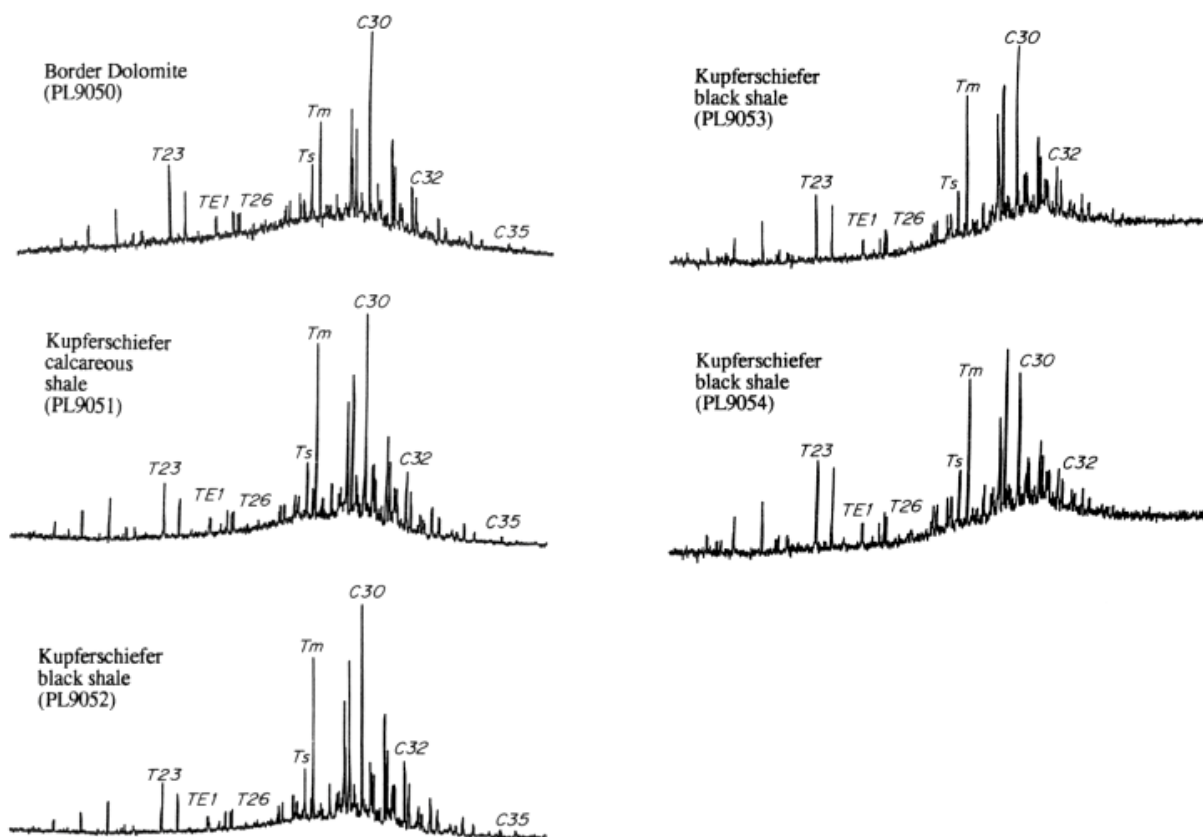 Border Dolomite
(PL9050)
T23
TE1
T26
Ts
Tm
C30
C32
C35
Kupferschiefer
calcareous
shale
(PL9051)
T23
TE1
T26
Ts
Tm
C30
C32
C35
Kupferschiefer
black shale
(PL9052)
T23
TE1
T26
Ts
Tm
C30
C32
C35
Kupferschiefer
black shale
(PL9053)
T23
TE1
T26
Ts
Tm
C30
C32
Kupferschiefer
black shale
(PL9054)
T23
TE1
T26
Ts
Tm
C30
C32